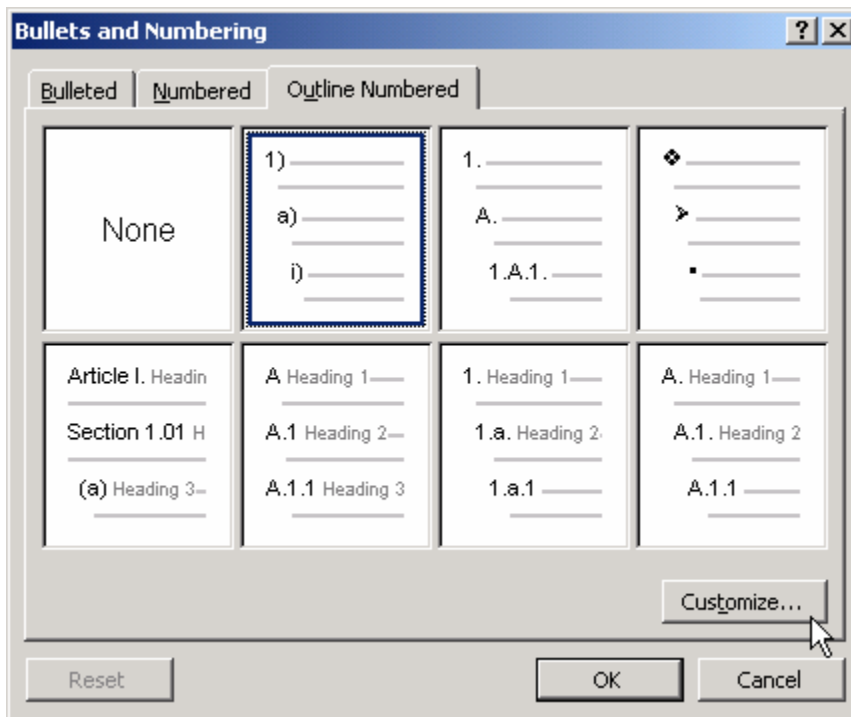 Bullets and Numbering
Bulleted
Numbered
Outline Numbered
None
1)
a)
i)
1.
A.
1.A.1.
Article I. Headin
Section 1.01 H
(a) Heading 3
A Heading 1
A.1 Heading 2
A.1.1 Heading 3
1. Heading 1
1.a. Heading 2
1.a.1
A. Heading 1
A.1. Heading 2
A.1.1
Customize...
Reset
OK
Cancel